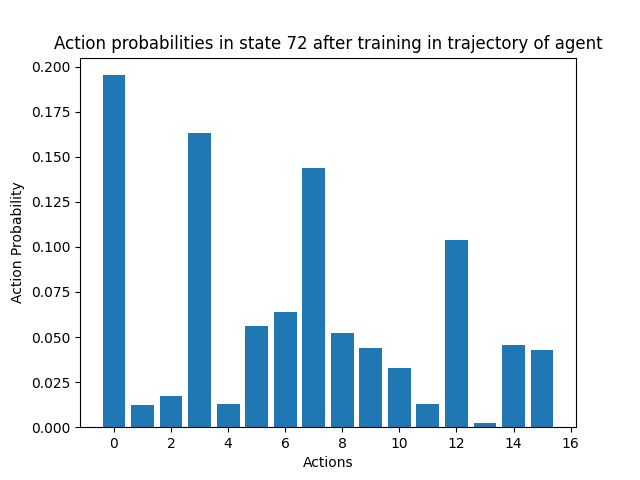 Action probabilities in state 72 after training in trajectory of agent
0.200
0.175
0.150
0.125
0.100
0.075
0.050
0.025
0.000
Action Probability
0 2 4 6 8 10 12 14 16
Actions